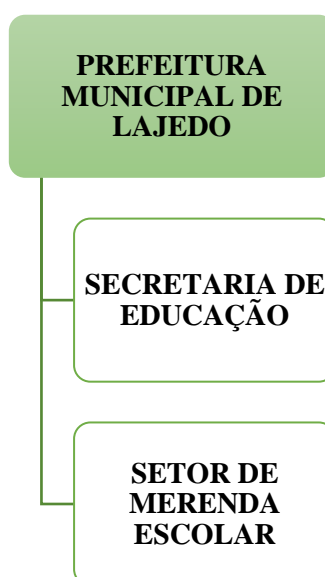 PREFEITURA
MUNICIPAL DE
LAJEDO
SECRETARIA DE
EDUCAÇÃO
SETOR DE
MERENDA
ESCOLAR